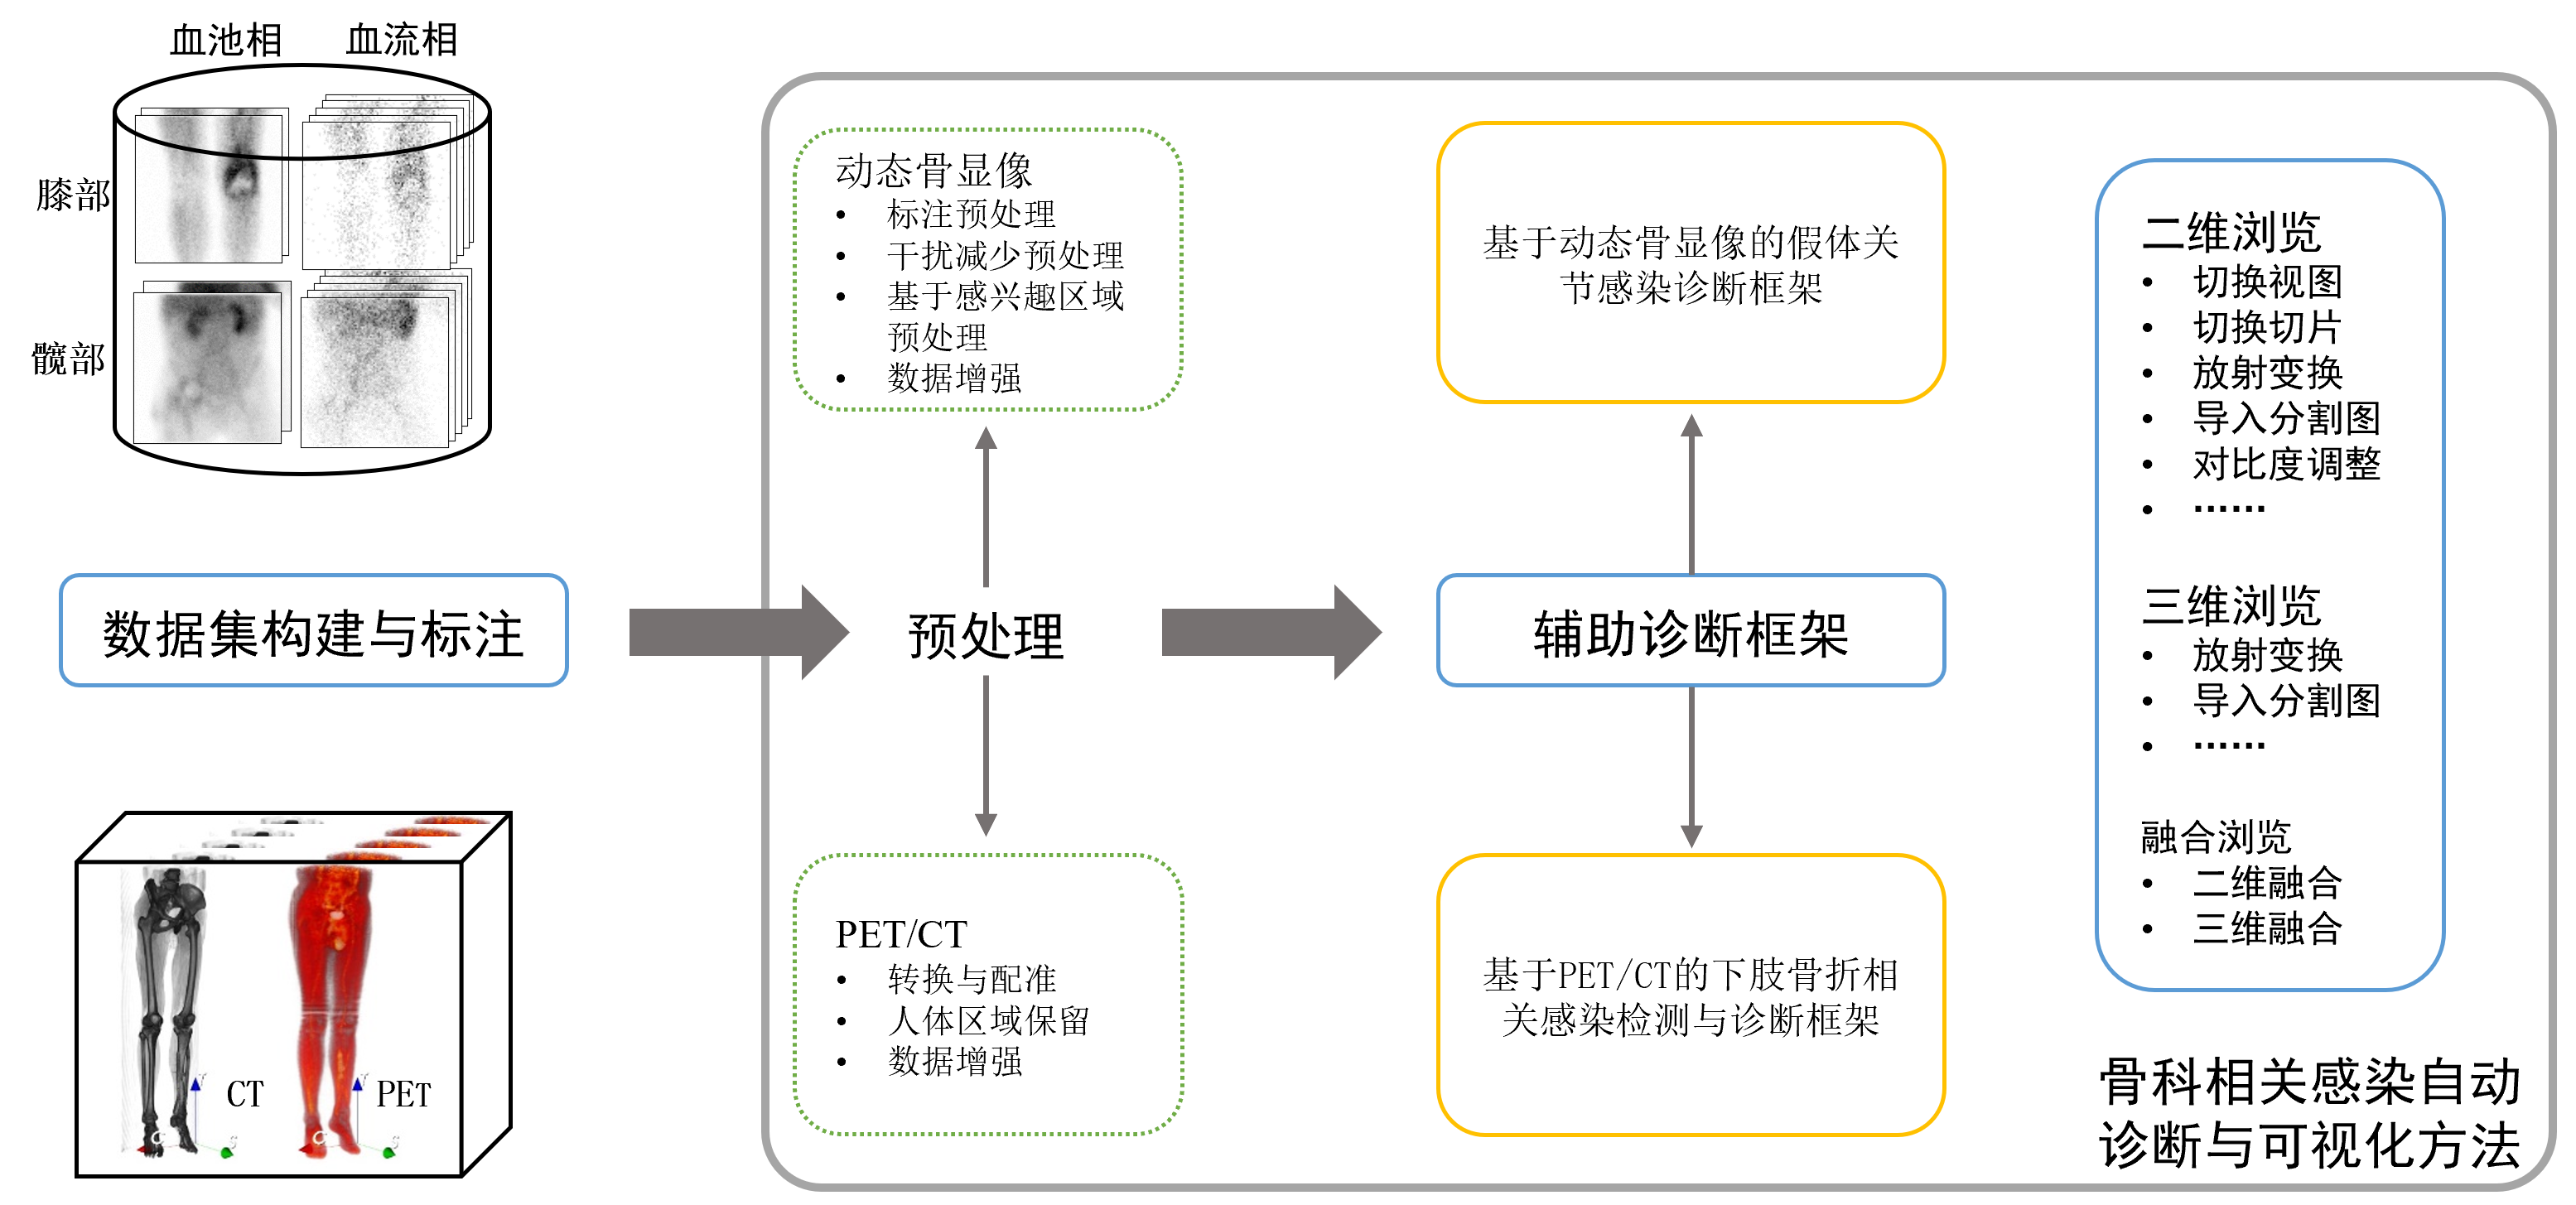 血池相
血流相
膝部
髋部
数据集构建与标注
CT
PET
动态骨显像
• 标注预处理
• 干扰减少预处理
• 基于感兴趣区域
预处理
• 数据增强
预处理
PET/CT
• 转换与配准
• 人体区域保留
• 数据增强
基于动态骨显像的假体关
节感染诊断框架
辅助诊断框架
基于PET/CT的下肢骨折相
关感染检测与诊断框架
二维浏览
• 切换视图
• 切换切片
• 放射变换
• 导入分割图
• 对比度调整
• ……
三维浏览
• 放射变换
• 导入分割图
• ……
融合浏览
• 二维融合
• 三维融合
骨科相关感染自动
诊断与可视化方法